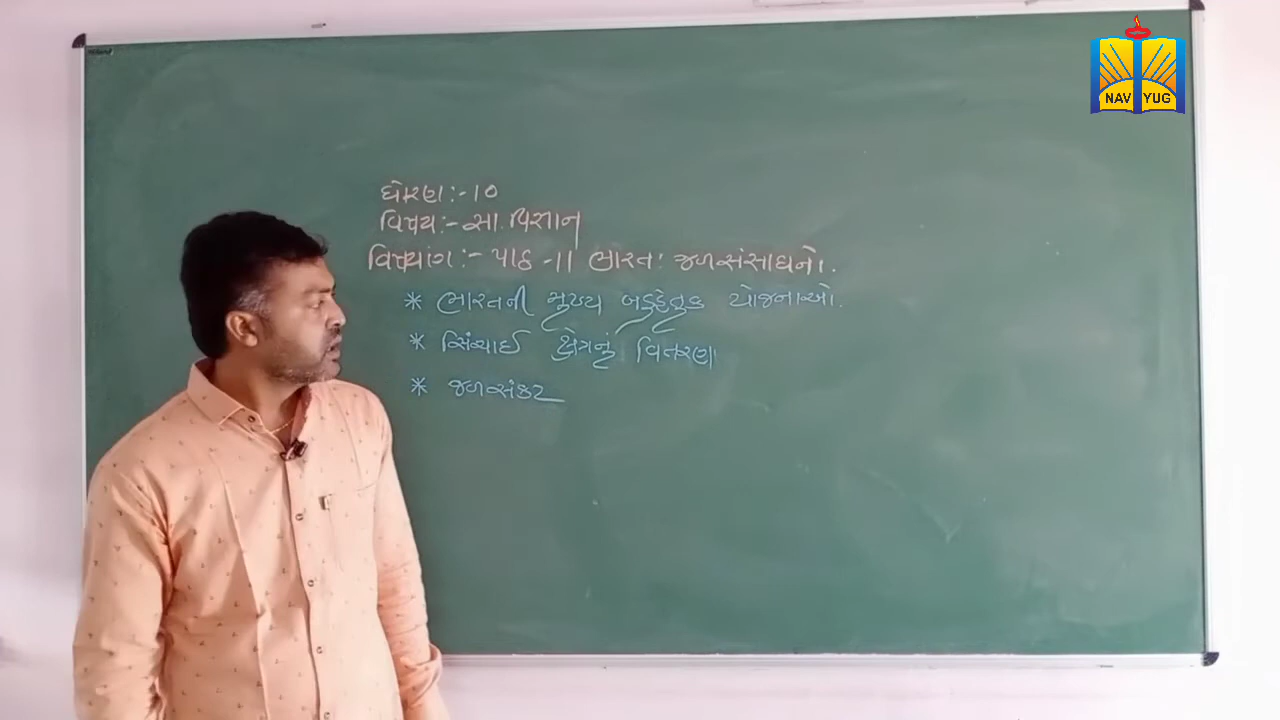 ધોરણ :- 10
વિષય :- સા. વિજ્ઞાન
વિષયાંગ :- પાઠ -11 ભારત : જળસંસાધનો.
* ભારતની મુખ્ય બહુહેતુક યોજનાઓ.
* સિંચાઈ ક્ષેત્રનું વિતરણ
* જળસંકટ
NAV YUG